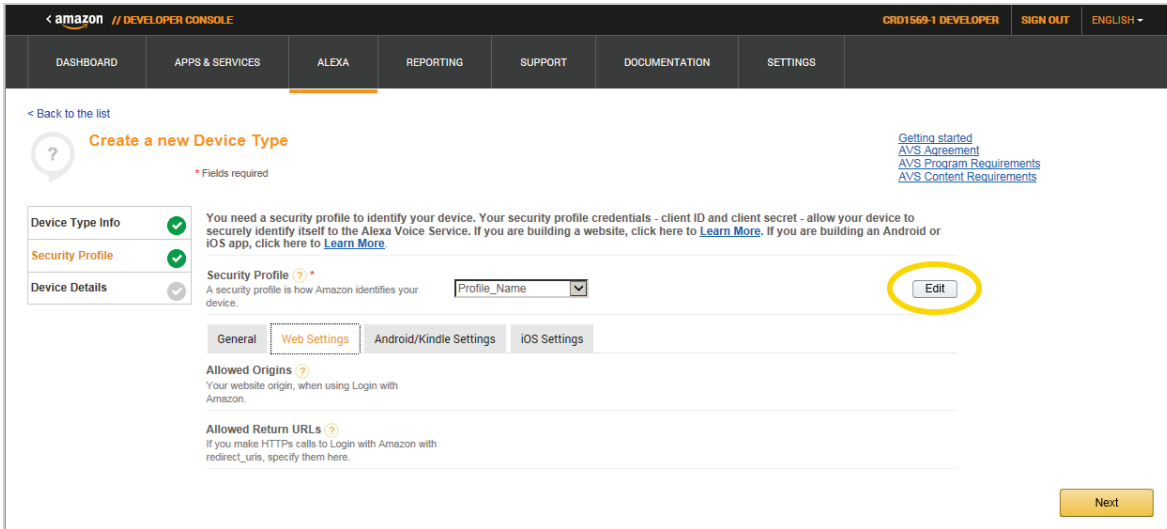 < amazon // DEVELOPER CONSOLE
CRD1569-1 DEVELOPER
SIGN OUT
ENGLISH
DASHBOARD
APPS & SERVICES
ALEXA
REPORTING
SUPPORT
DOCUMENTATION
SETTINGS
< Back to the list
?
Create a new Device Type
* Fields required
Getting started
AVS Agreement
AVS Program Requirements
AVS Content Requirements
Device Type Info
Security Profile
Device Details
You need a security profile to identify your device. Your security profile credentials - client ID and client secret - allow your device to
securely identify itself to the Alexa Voice Service. If you are building a website, click here to Learn More. If you are building an Android or
iOS app, click here to Learn More.
Security Profile ? *
A security profile is how Amazon identifies your
device.
Profile_Name
Edit
General
Web Settings
Android/Kindle Settings
iOS Settings
Allowed Origins ?
Your website origin, when using Login with
Amazon.
Allowed Return URLs ?
If you make HTTPs calls to Login with Amazon with
redirect_uris, specify them here.
Next